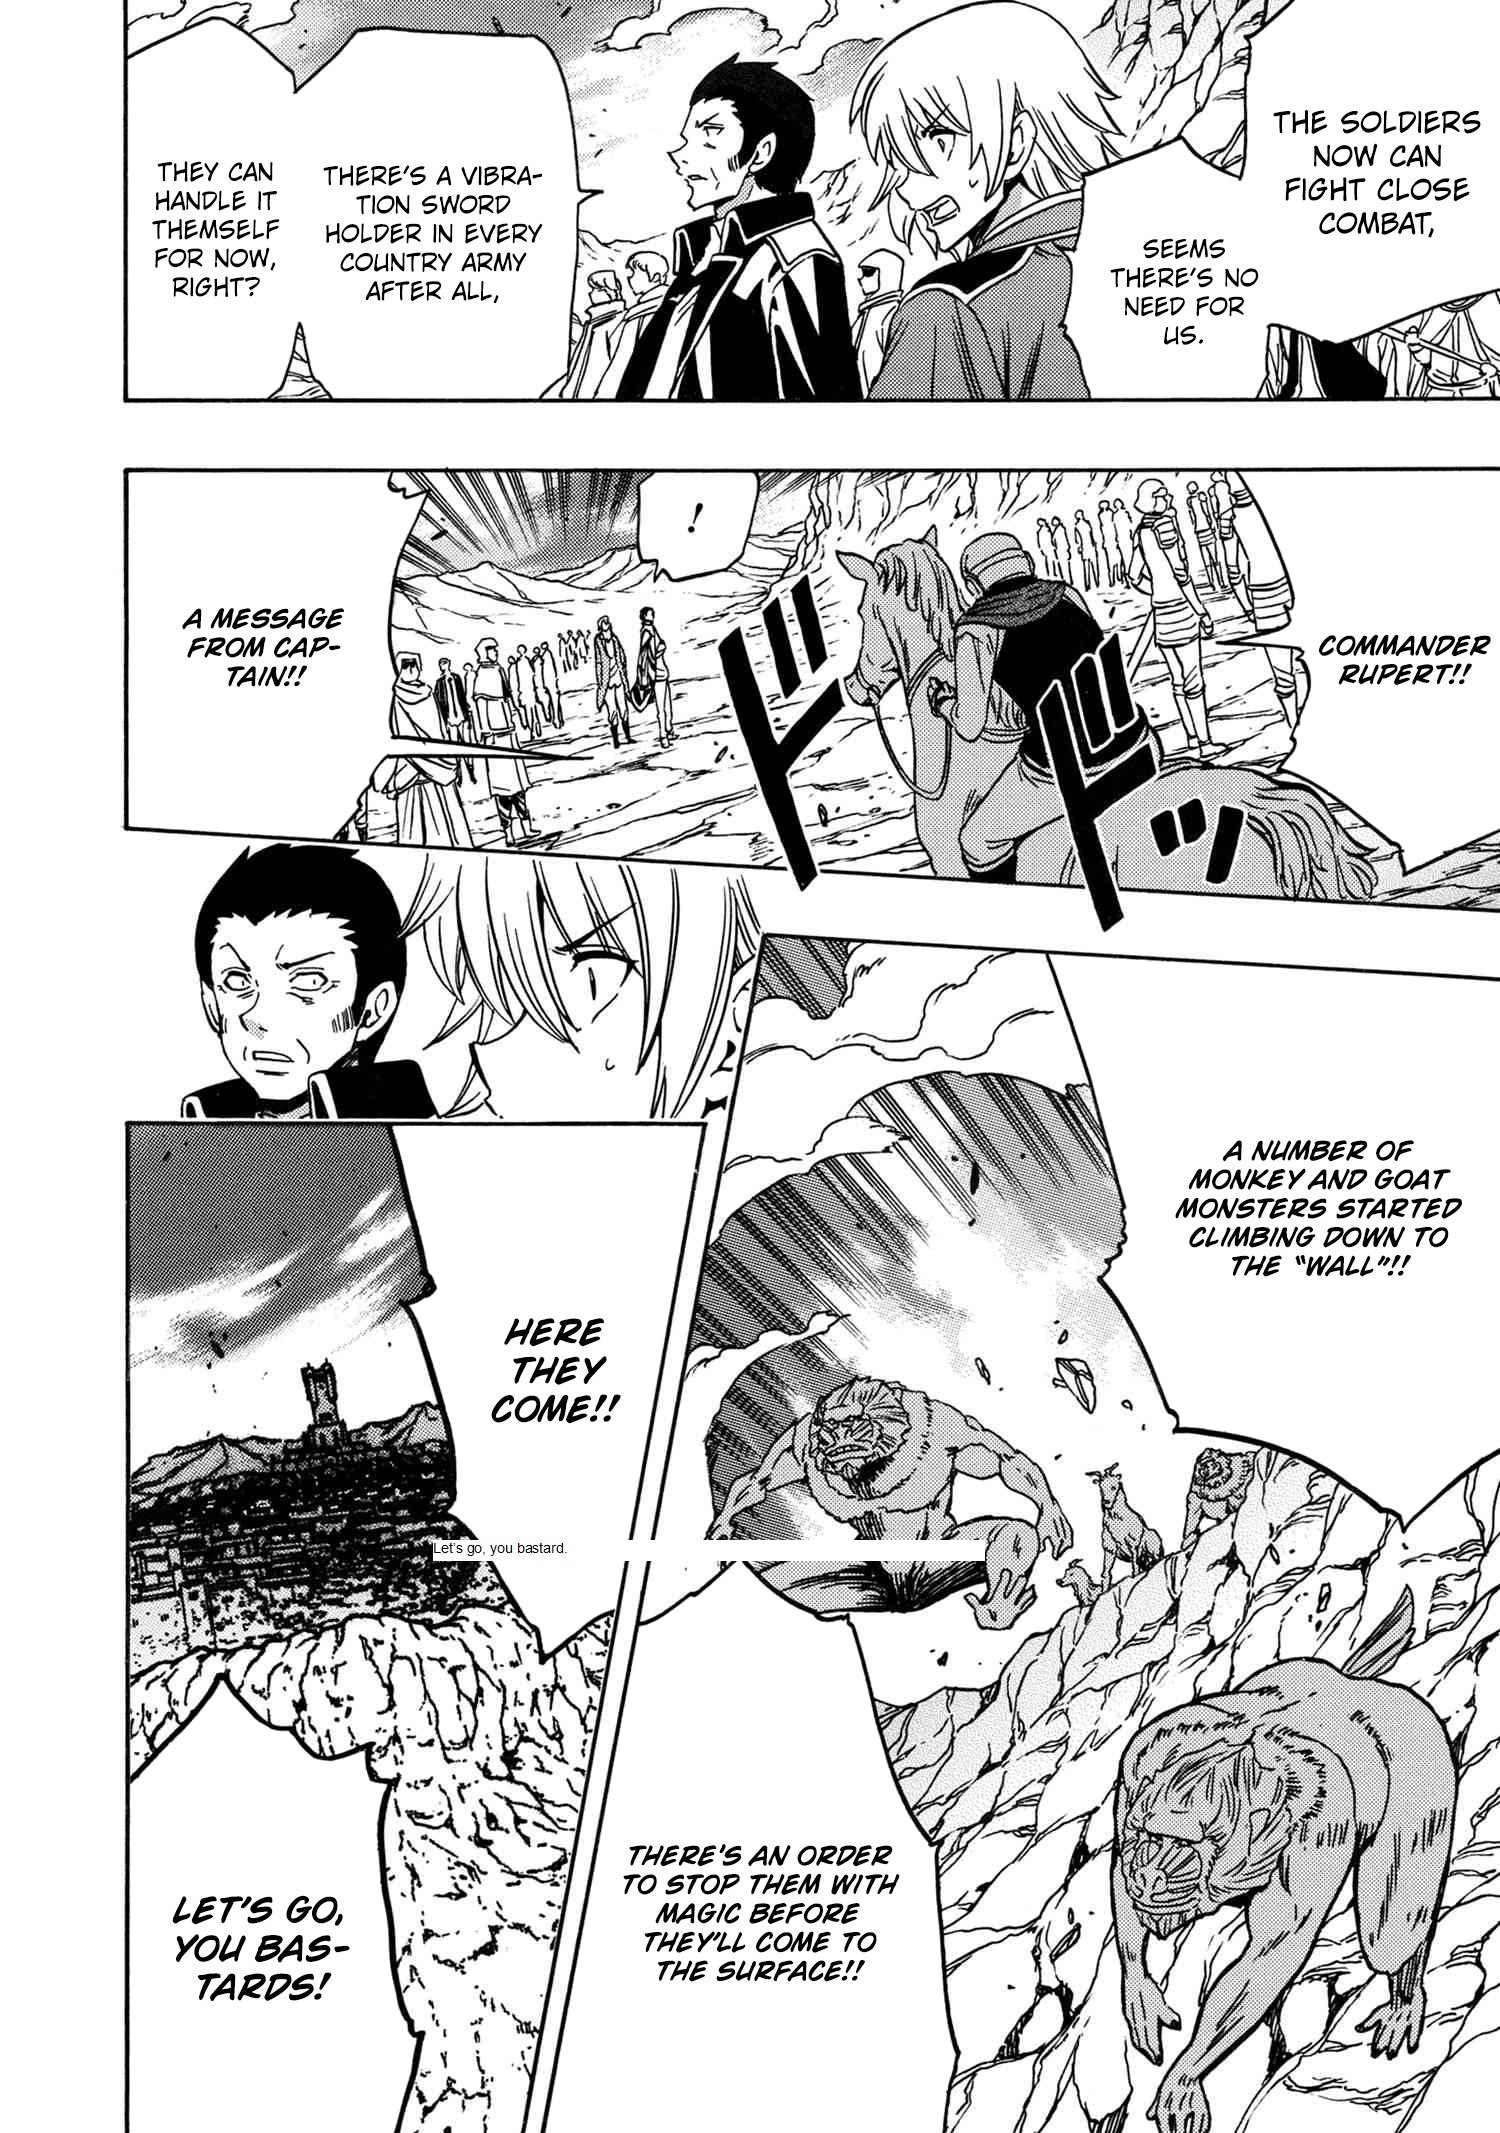 THE SOLDIERS
NOW CAN
FIGHT CLOSE
COMBAT,
SEEMS
THERE'S NO
NEED FOR
US.
THERE'S A VIBRA-
TION SWORD
HOLDER IN EVERY
COUNTRY ARMY
AFTER ALL,
THEY CAN
HANDLE IT
THEMSELF
FOR NOW,
RIGHT?
COMMANDER
RUPERT!!
!
ドドッ
A MESSAGE
FROM CAP-
TAIN!!
A NUMBER OF
MONKEY AND GOAT
MONSTERS STARTED
CLIMBING DOWN TO
THE "WALL"!!
THERE'S AN ORDER
TO STOP THEM WITH
MAGIC BEFORE
THEY'LL COME TO
THE SURFACE!!
HERE
THEY
COME!!
Let's go, you bastard.
LET'S GO,
YOU BAS-
TARDS!